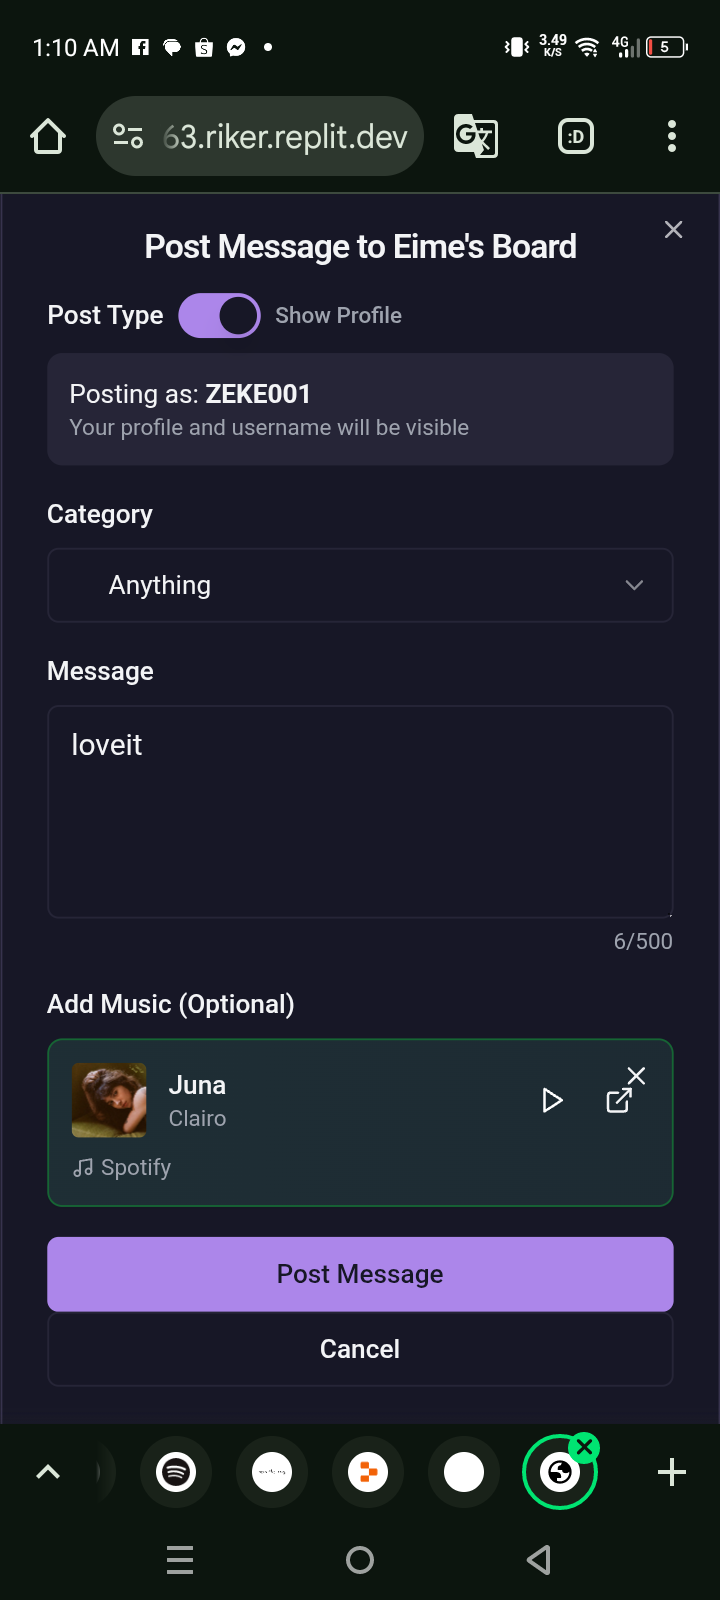 1:10 AM
3.49
K/S
4G
5
63.riker.replit.dev
:D
Post Message to Eime's Board
Post Type
Show Profile
Posting as: ZEKE001
Your profile and username will be visible
Category
Anything
Message
loveit
6/500
Add Music (Optional)
Juna
Clairo
Spotify
Post Message
Cancel